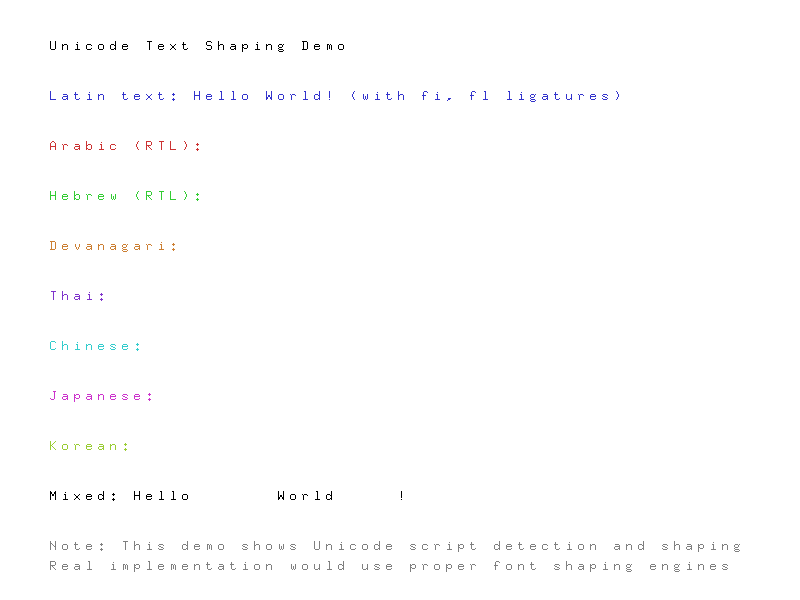 Unicode Text Shaping Demo
Latin text: Hello World! (with fi, fl ligatures)
Arabic (RTL):
Hebrew (RTL):
Devanagari:
Thai:
Chinese:
Japanese:
Korean:
Mixed: Hello World !
Note: This demo shows Unicode script detection and shaping
Real implementation would use proper font shaping engines